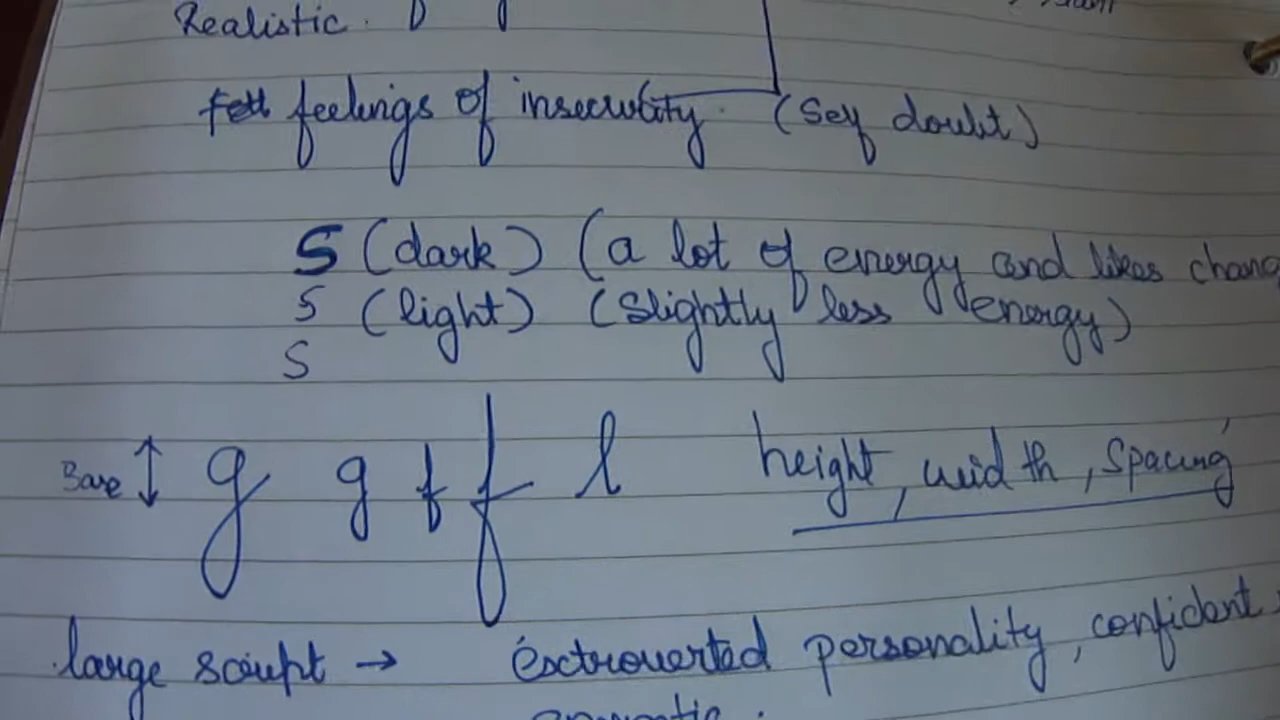 Realistic.
feelings of insecurity. (Self doubt)
S (dark) (a lot of energy and likes chang
S (light) (Slightly less energy)
S
Base g g f f l height, width, spacing
large script → extroverted personality, confident